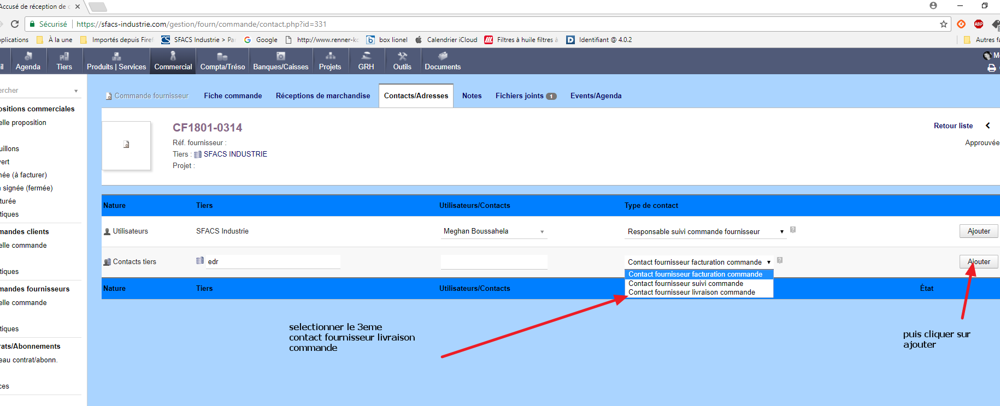 Accusé de réception de c
Sécurisé | https://sfacs-industrie.com/gestion/fourn/commande/contact.php?id=331
pplications À la une Importés depuis Firef SFACS Industrie > Pa Google http://www.renner-ko box lionel Calendrier iCloud Filtres à huile filtres à Identifiant @ 4.0.2 Autres fa
il Agenda Tiers Produits | Services Commercial Compta/Tréso Banques/Caisses Projets GRH Outils Documents
ercher
Commande fournisseur Fiche commande Réceptions de marchandise Contacts/Adresses Notes Fichiers joints 1 Events/Agenda
ositions commerciales
elle proposition
uillons
vert
née (à facturer)
signée (fermée)
turée
tiques
mandes clients
elle commande
tiques
mandes fournisseurs
elle commande
tiques
rats/Abonnements
eau contrat/abonn.
ces
CF1801-0314
Réf. fournisseur :
Tiers : SFACS INDUSTRIE
Projet :
Retour liste
Approuvée
Nature Tiers Utilisateurs/Contacts Type de contact
Utilisateurs SFACS Industrie Meghan Boussahela Responsable suivi commande fournisseur ? Ajouter
Contacts tiers edr Contact fournisseur facturation commande ? Ajouter
Contact fournisseur facturation commande
Contact fournisseur suivi commande
Contact fournisseur livraison commande
Nature Tiers Utilisateurs/Contacts État
selectionner le 3eme
contact fournisseur livraison
commande
puis cliquer sur
ajouter